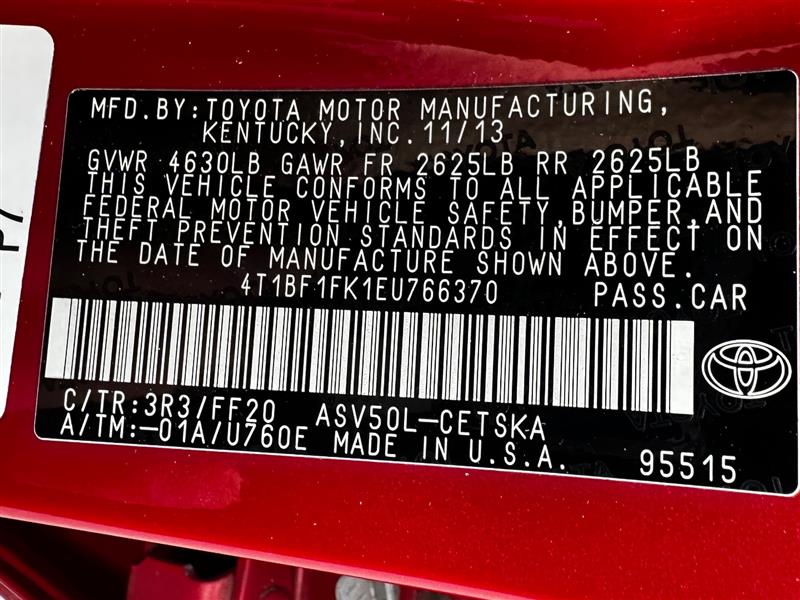 MFD.BY:TOYOTA MOTOR MANUFACTURING,
KENTUCKY,INC.11/13
GVWR 4630LB GAWR FR 2625LB RR 2625LB
THIS VEHICLE CONFORMS TO ALL APPLICABLE
FEDERAL MOTOR VEHICLE SAFETY,BUMPER,AND
THEFT PREVENTION STANDARDS IN EFFECT ON
THE DATE OF MANUFACTURE SHOWN ABOVE.
4T1BF1FK1EU766370 PASS.CAR
C/TR:3R3/FF20 ASV50L-CETSKA
A/TM:-01A/U760E MADE IN U.S.A. 95515